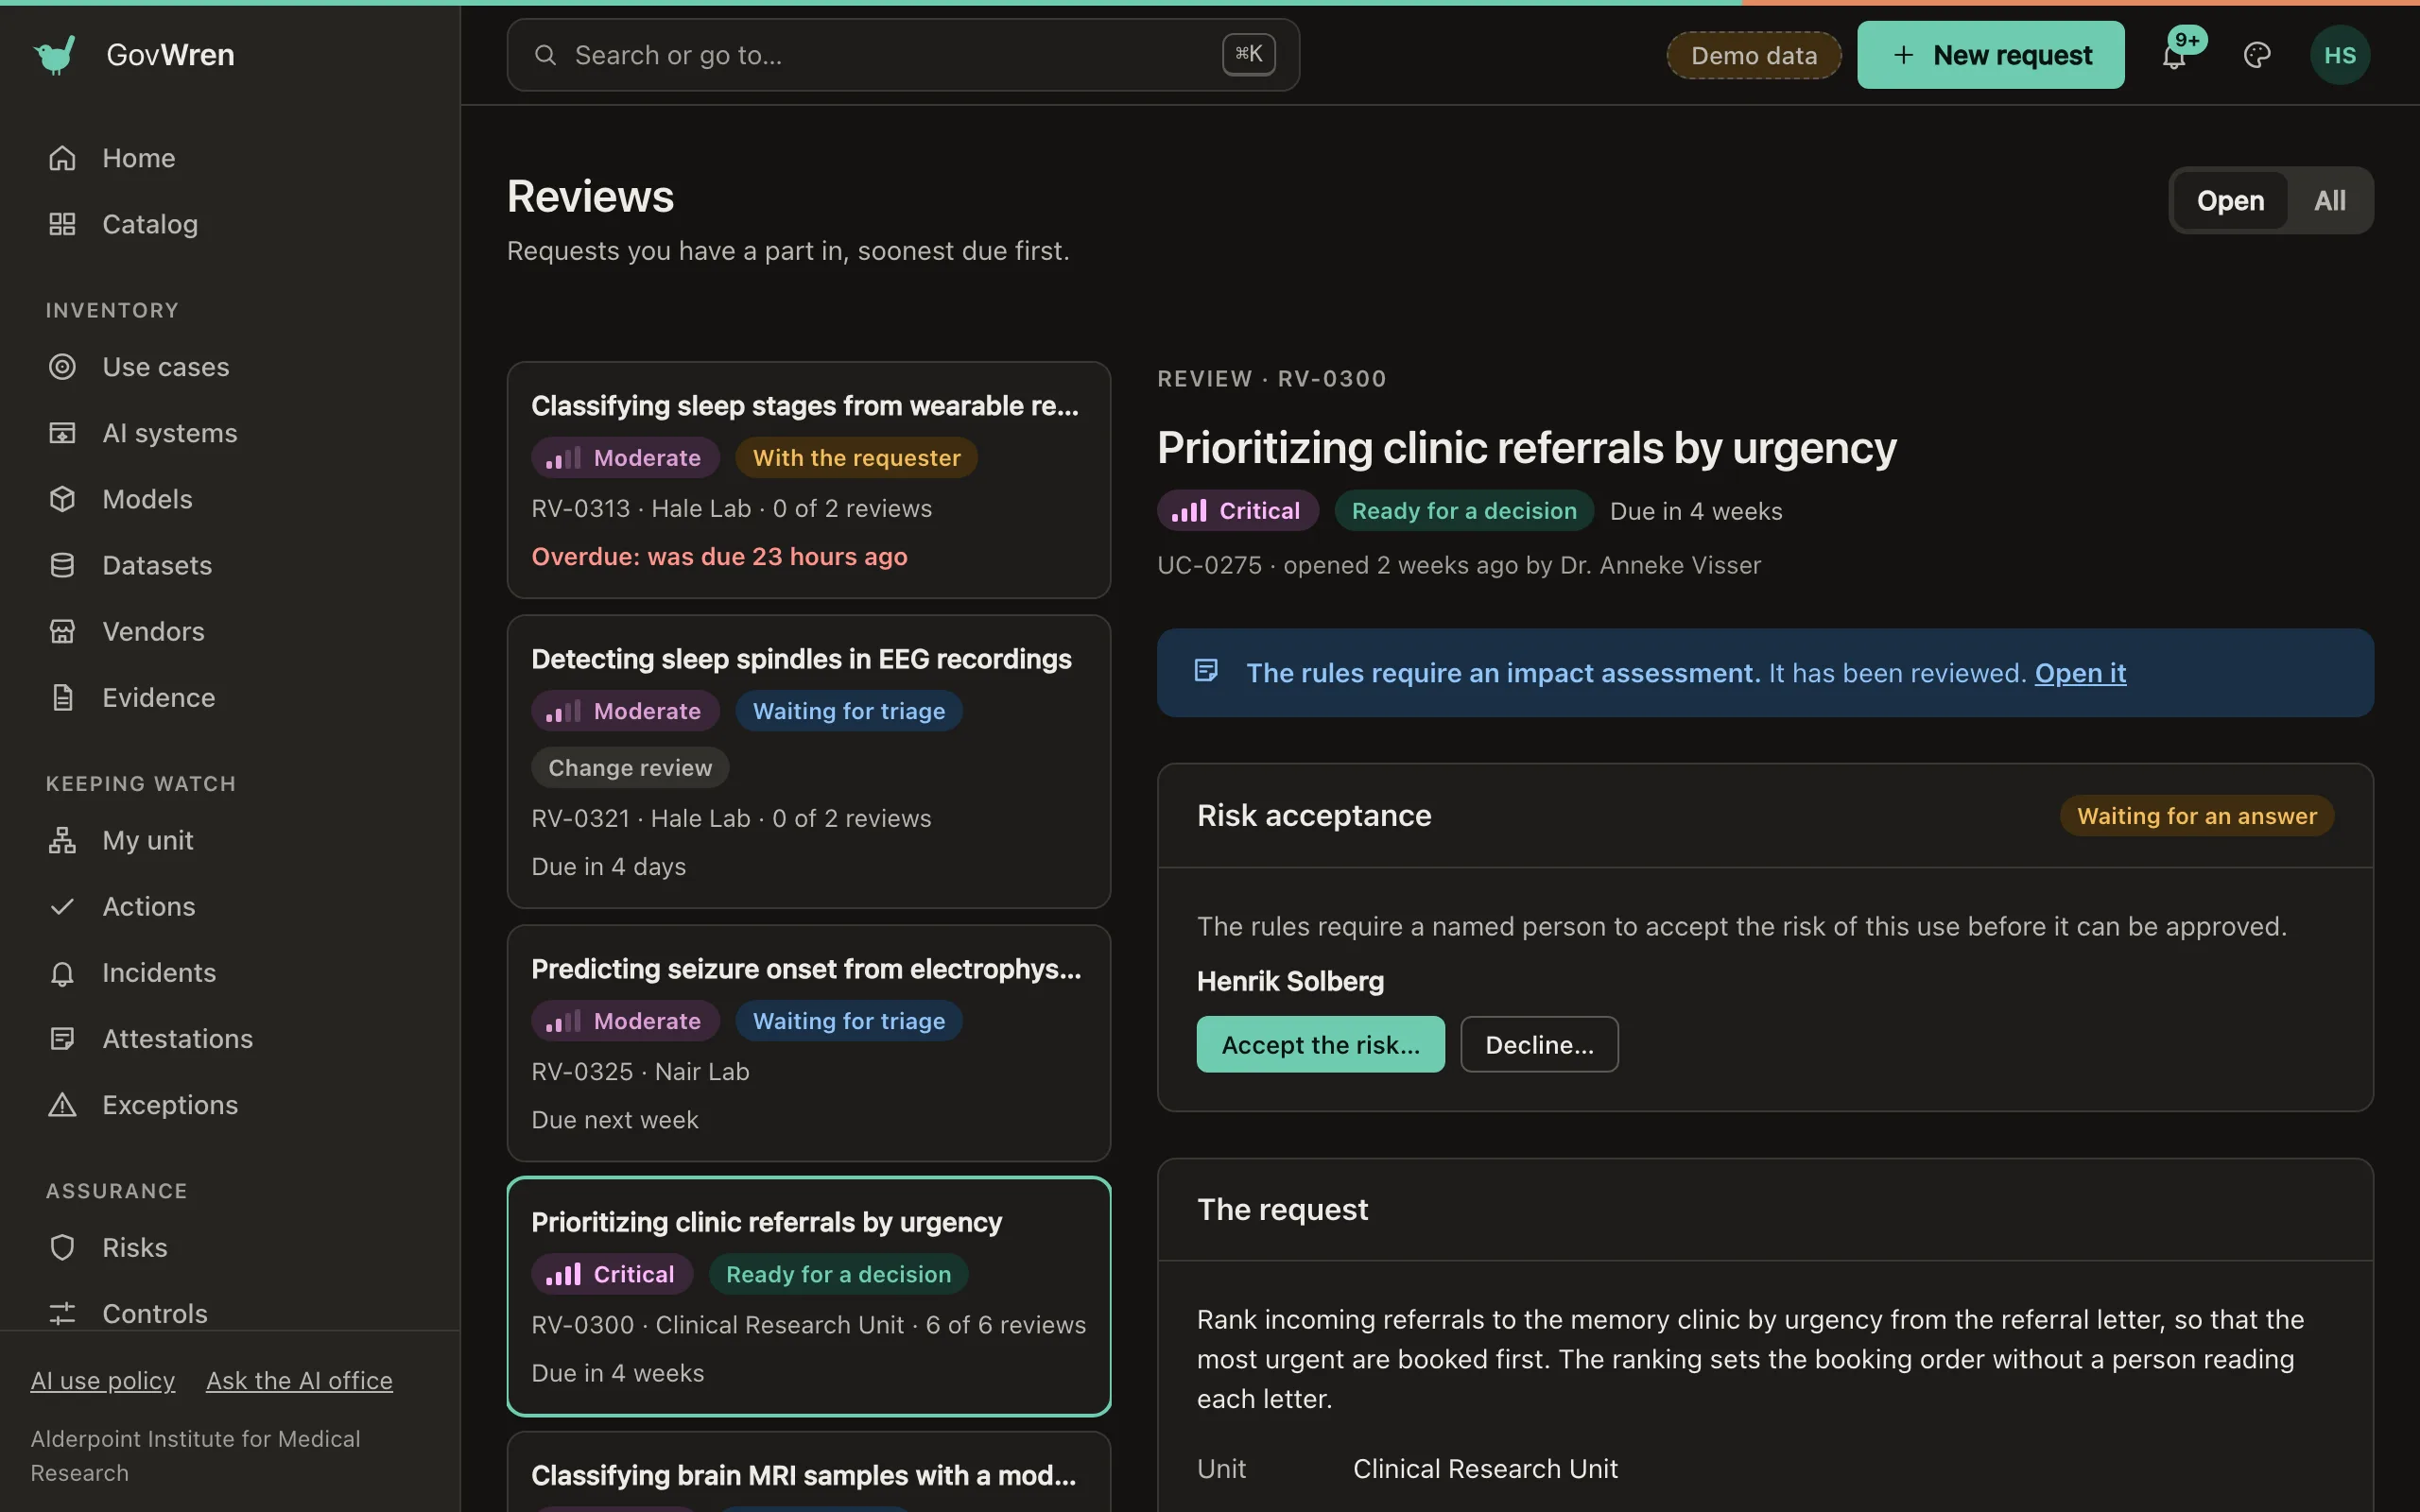 GovWren
Search or go to...
⌘K
Demo data
New request
9+
HS
Home
Catalog
INVENTORY
Use cases
AI systems
Models
Datasets
Vendors
Evidence
KEEPING WATCH
My unit
Actions
Incidents
Attestations
Exceptions
ASSURANCE
Risks
Controls
AI use policy
Ask the AI office
Alderpoint Institute for Medical
Research
Reviews
Requests you have a part in, soonest due first.
Open
All
Classifying sleep stages from wearable re...
Moderate
With the requester
RV-0313 · Hale Lab · 0 of 2 reviews
Overdue: was due 23 hours ago
Detecting sleep spindles in EEG recordings
Moderate
Waiting for triage
Change review
RV-0321 · Hale Lab · 0 of 2 reviews
Due in 4 days
Predicting seizure onset from electrophys...
Moderate
Waiting for triage
RV-0325 · Nair Lab
Due next week
Prioritizing clinic referrals by urgency
Critical
Ready for a decision
RV-0300 · Clinical Research Unit · 6 of 6 reviews
Due in 4 weeks
Classifying brain MRI samples with a mod...
REVIEW · RV-0300
Prioritizing clinic referrals by urgency
Critical
Ready for a decision
Due in 4 weeks
UC-0275 · opened 2 weeks ago by Dr. Anneke Visser
The rules require an impact assessment. It has been reviewed. Open it
Risk acceptance
Waiting for an answer
The rules require a named person to accept the risk of this use before it can be approved.
Henrik Solberg
Accept the risk...
Decline...
The request
Rank incoming referrals to the memory clinic by urgency from the referral letter, so that the
most urgent are booked first. The ranking sets the booking order without a person reading
each letter.
Unit
Clinical Research Unit